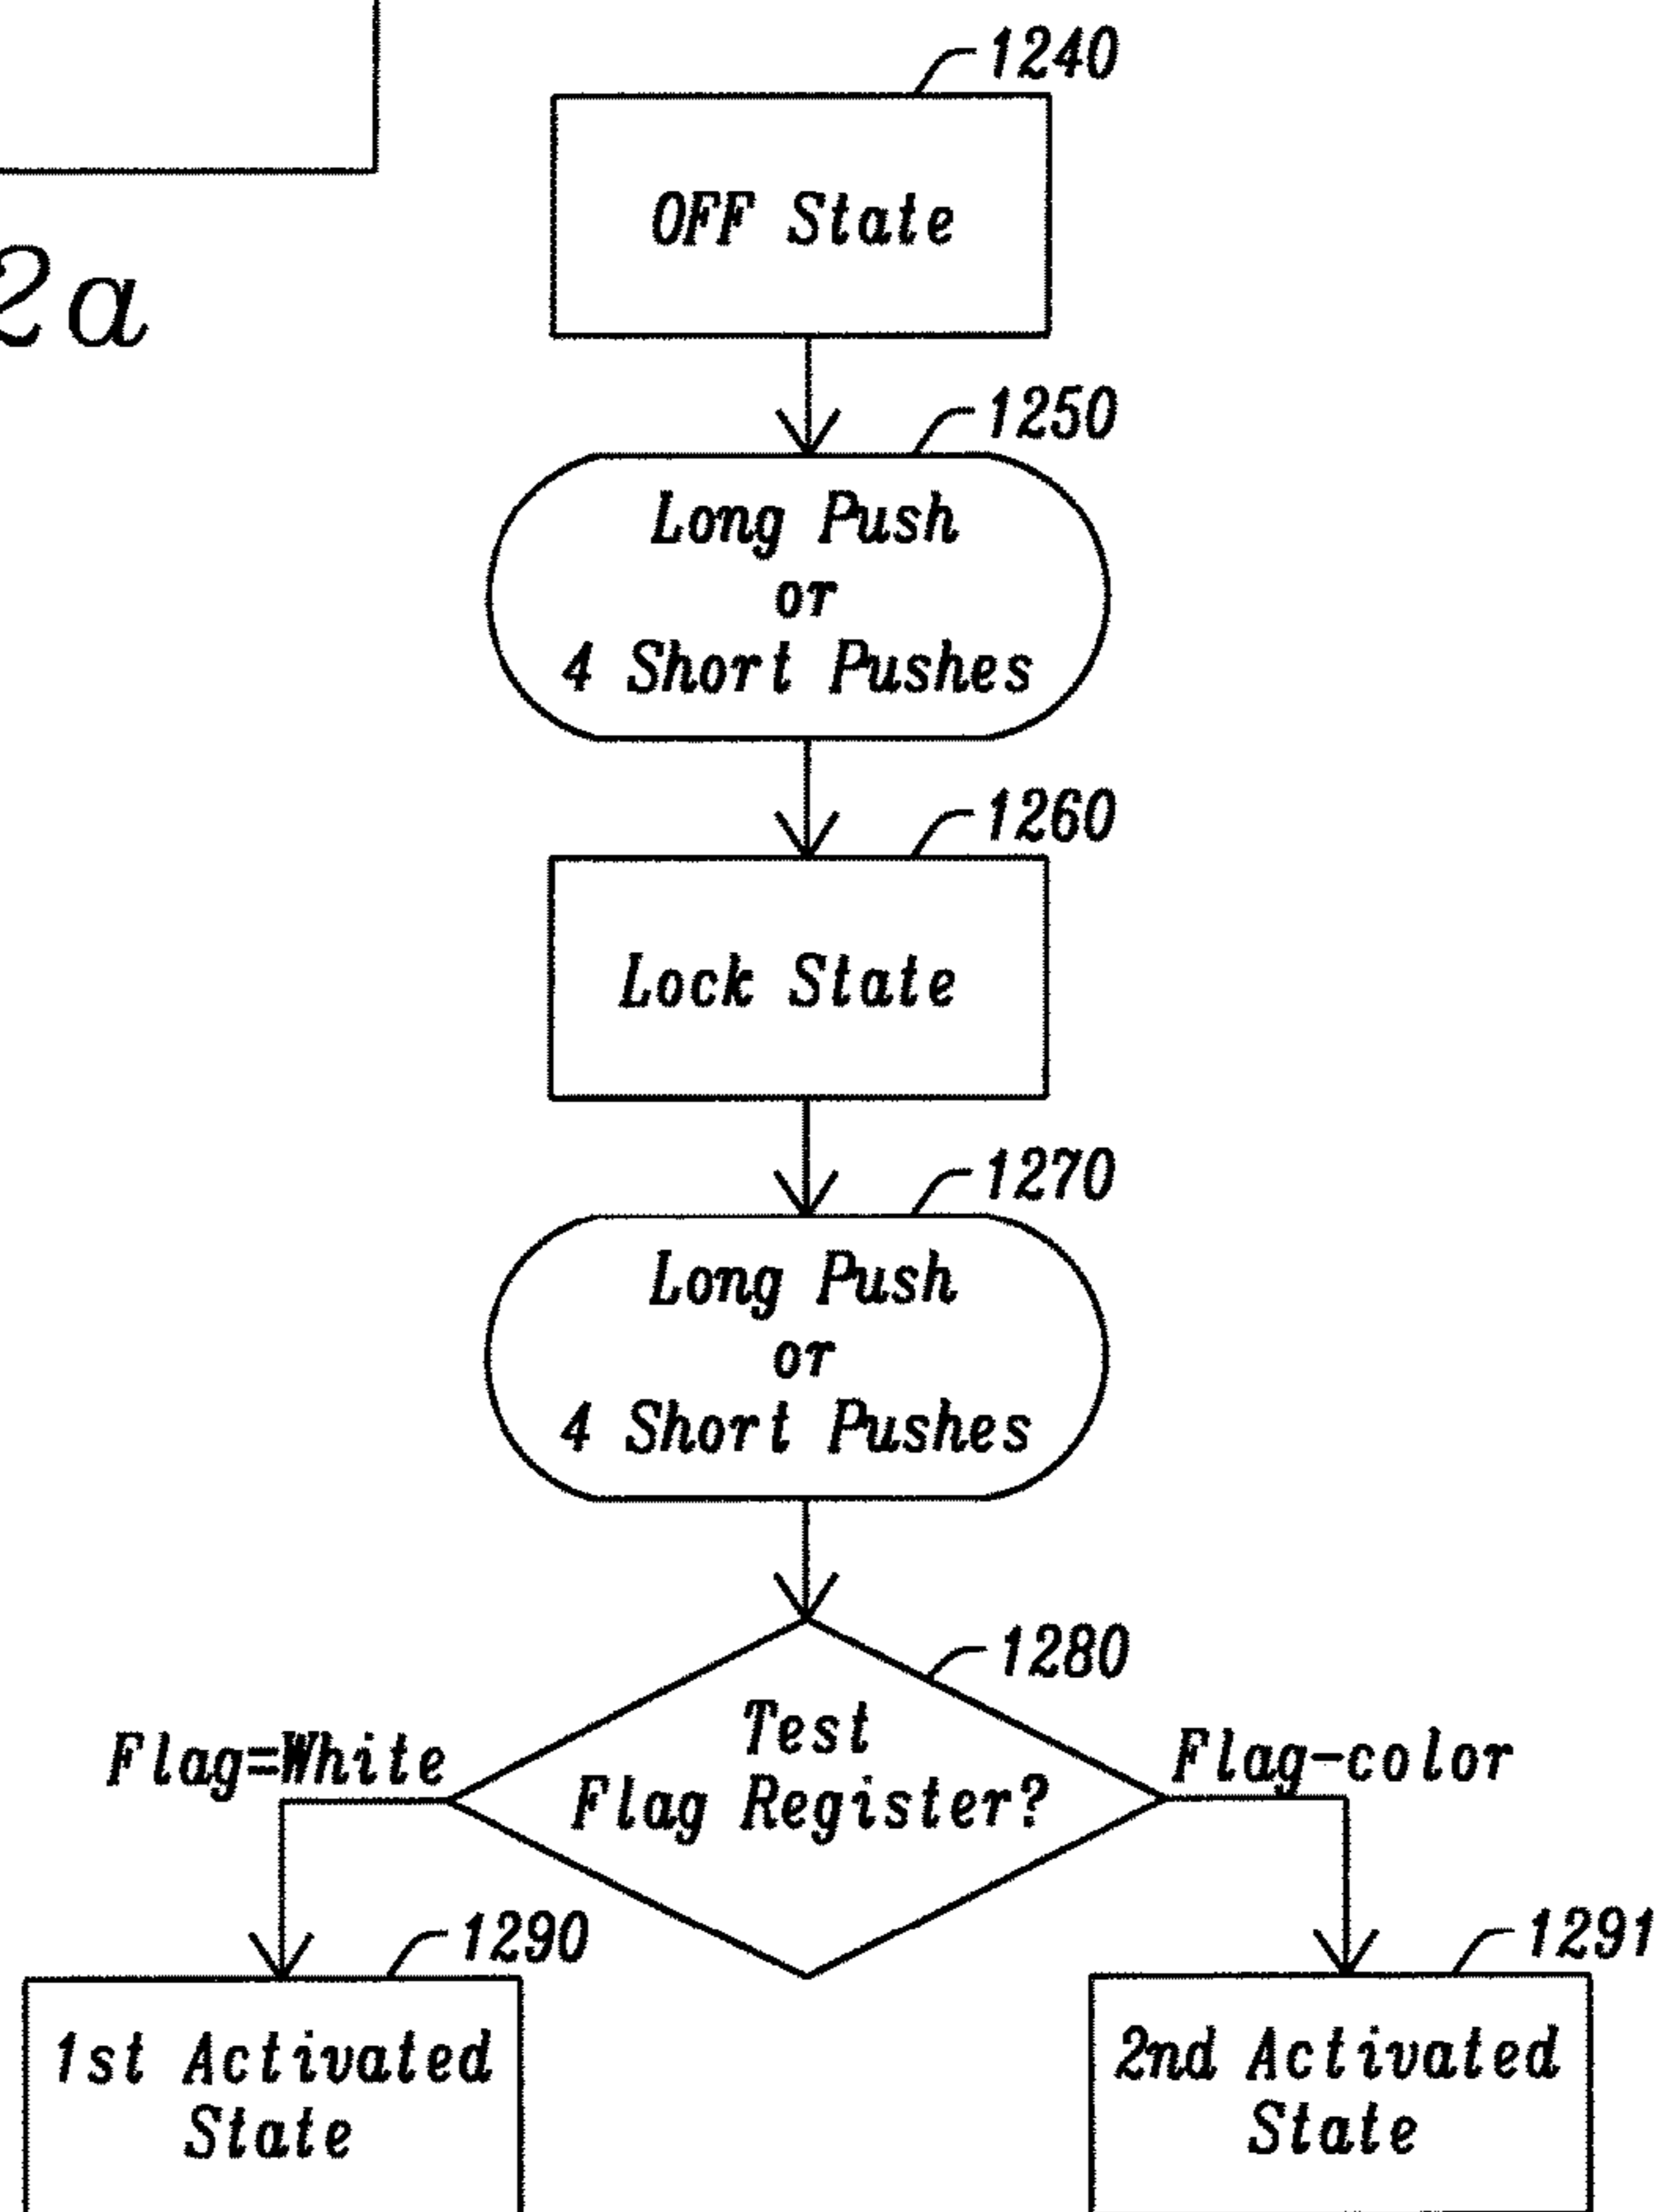 1240
OFF State
2a
1250
Long Push
or
4 Short Pushes
1260
Lock State
1270
Long Push
or
4 Short Pushes
1280
Test
Flag Register?
Flag=White
Flag-color
1290
1291
1st Activated
State
2nd Activated
State